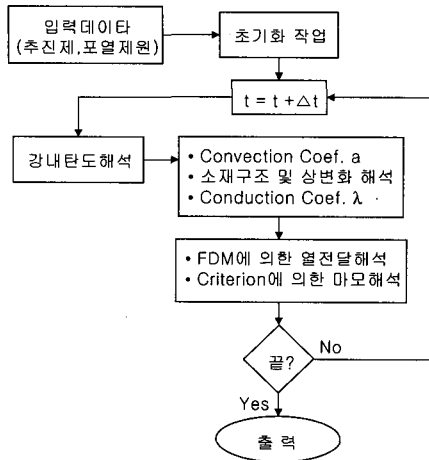 입력데이타
(추진제,포열제원)
초기화 작업
t = t +△t
강내탄도해석
• Convection Coef. a
• 소재구조 및 상변화 해석
• Conduction Coef. λ
• FDM에 의한 열전달해석
• Criterion에 의한 마모해석
끝?
No
Yes
출 력